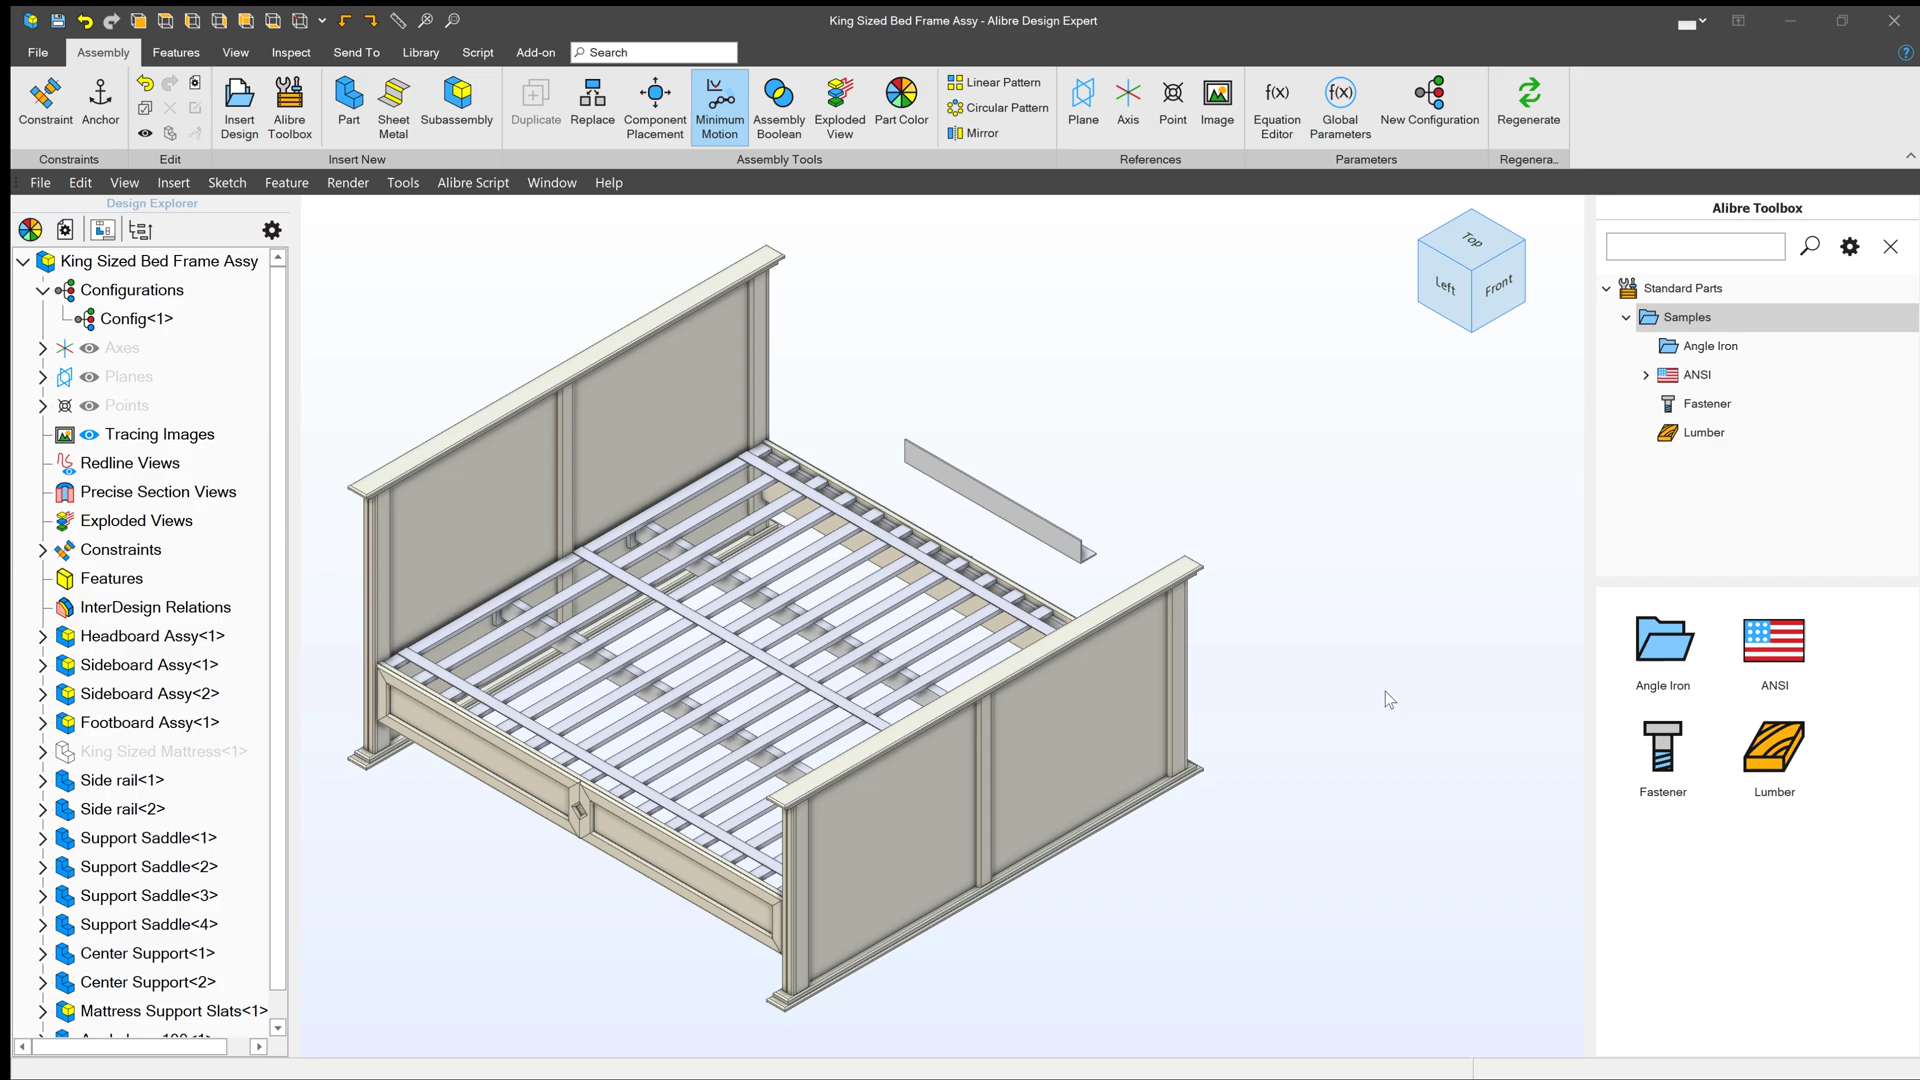 King Sized Bed Frame Assy - Alibre Design Expert
File Assembly Features View Inspect Send To Library Script Add-on Search
Constraint Anchor
Insert Design Alibre Toolbox
Part Sheet Metal Subassembly
Duplicate Replace Component Placement Minimum Motion Assembly Boolean Exploded View Part Color
Linear Pattern
Circular Pattern
Mirror
Plane Axis Point Image
f(x) Equation Editor f(x) Global Parameters New Configuration
Regenerate
Constraints Edit Insert New Assembly Tools References Parameters Regenera..
File Edit View Insert Sketch Feature Render Tools Alibre Script Window Help
Design Explorer
King Sized Bed Frame Assy
Configurations
Config<1>
Axes
Planes
Points
Tracing Images
Redline Views
Precise Section Views
Exploded Views
Constraints
Features
InterDesign Relations
Headboard Assy<1>
Sideboard Assy<1>
Sideboard Assy<2>
Footboard Assy<1>
King Sized Mattress<1>
Side rail<1>
Side rail<2>
Support Saddle<1>
Support Saddle<2>
Support Saddle<3>
Support Saddle<4>
Center Support<1>
Center Support<2>
Mattress Support Slats<1>
Top
Left
Front
Alibre Toolbox
Standard Parts
Samples
Angle Iron
ANSI
Fastener
Lumber
Angle Iron ANSI
Fastener Lumber